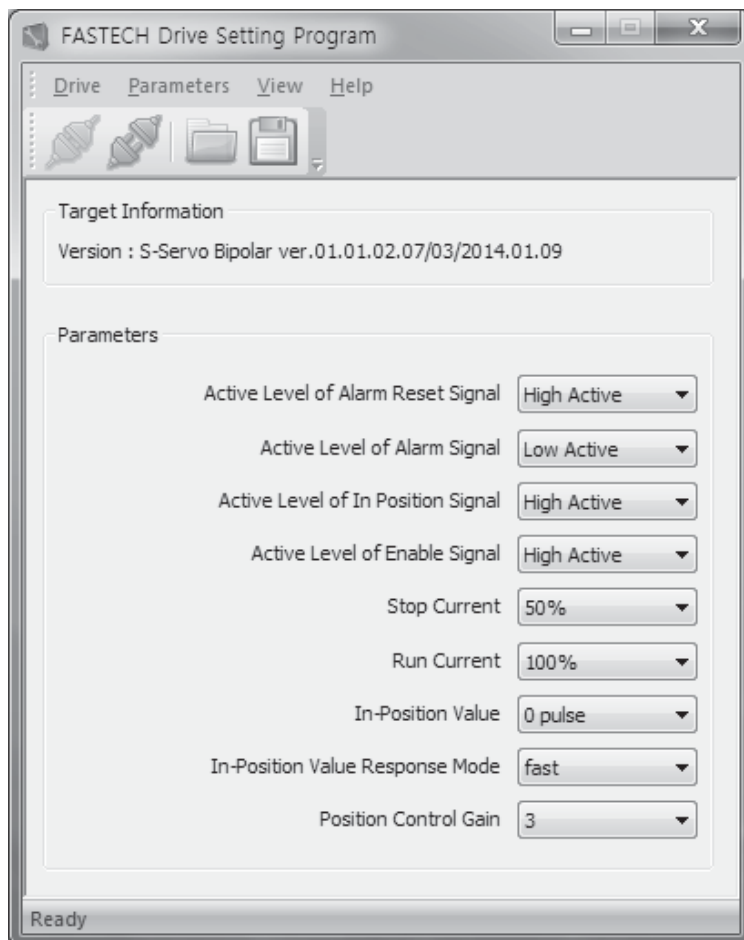 FASTECH Drive Setting Program
Drive Parameters View Help
Target Information
Version : S-Servo Bipolar ver.01.01.02.07/03/2014.01.09
Parameters
Active Level of Alarm Reset Signal High Active
Active Level of Alarm Signal Low Active
Active Level of In Position Signal High Active
Active Level of Enable Signal High Active
Stop Current 50%
Run Current 100%
In-Position Value 0 pulse
In-Position Value Response Mode fast
Position Control Gain 3
Ready